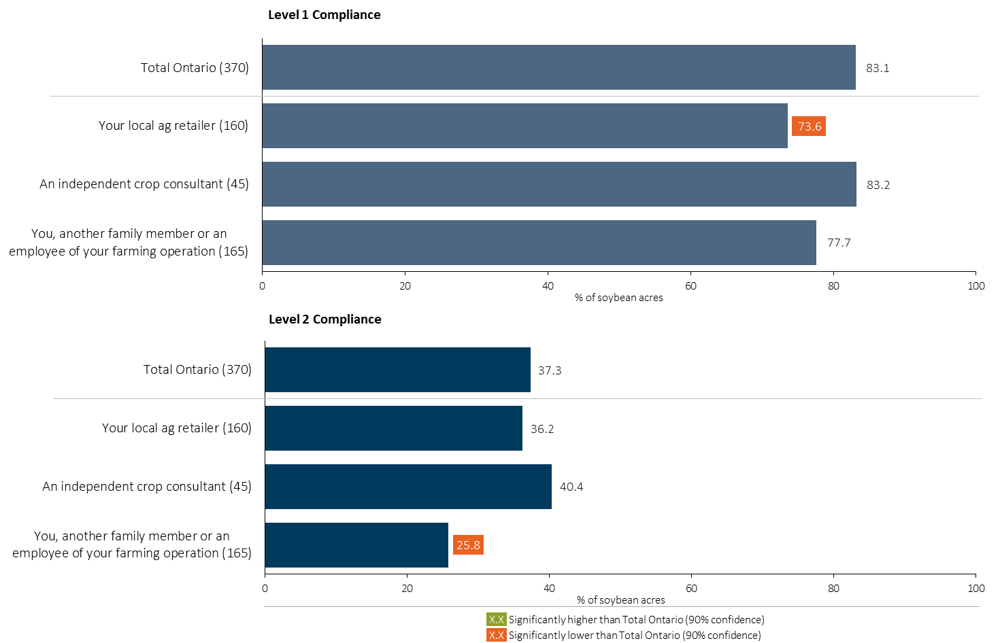 Level 1 Compliance
Total Ontario (370)
83.1
Your local ag retailer (160)
73.6
An independent crop consultant (45)
83.2
You, another family member or an
employee of your farming operation (165)
77.7
0 20 40 60 80 100
% of soybean acres
Level 2 Compliance
Total Ontario (370)
37.3
Your local ag retailer (160)
36.2
An independent crop consultant (45)
40.4
You, another family member or an
employee of your farming operation (165)
25.8
0 20 40 60 80 100
% of soybean acres
X.X Significantly higher than Total Ontario (90% confidence)
X.X Significantly lower than Total Ontario (90% confidence)